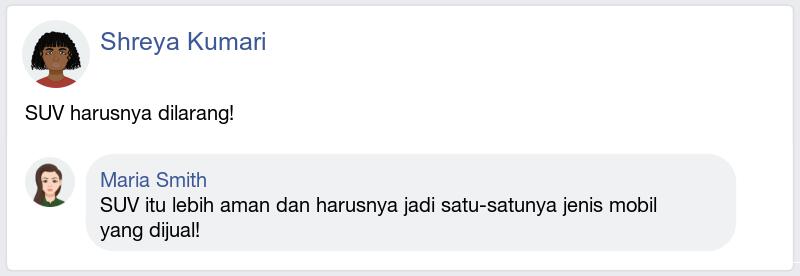 Shreya Kumari
SUV harusnya dilarang!
Maria Smith
SUV itu lebih aman dan harusnya jadi satu-satunya jenis mobil
yang dijual!